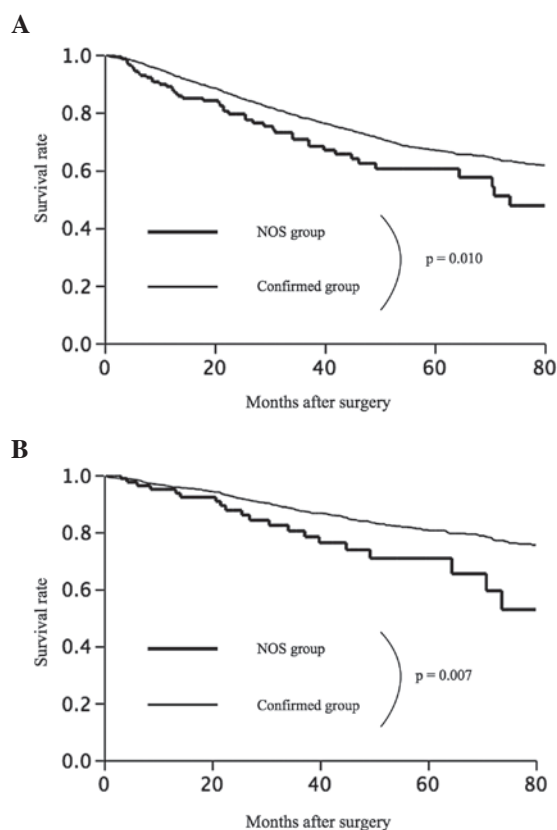 A
1.0
0.8
0.6
0.4
0.2
0.0
Survival rate
NOS group
Confirmed group
p = 0.010
0 20 40 60 80
Months after surgery
B
1.0
0.8
0.6
0.4
0.2
0.0
Survival rate
NOS group
Confirmed group
p = 0.007
0 20 40 60 80
Months after surgery